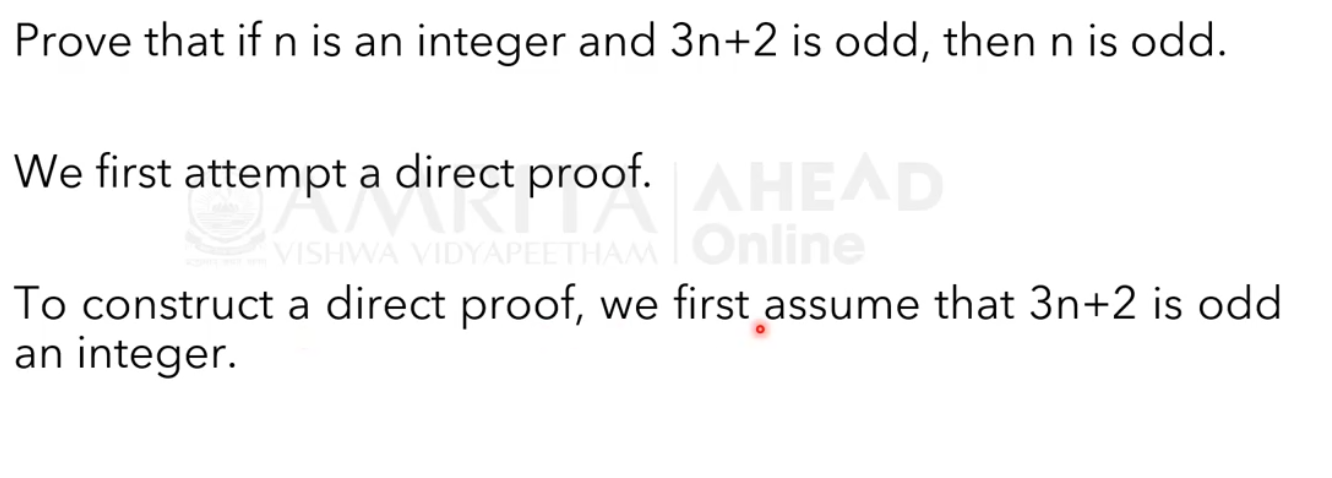 Prove that if n is an integer and 3n+2 is odd, then n is odd.
We first attempt a direct proof.
AMRITA AHEAD
VISHWA VIDYAPEETHAM Online
To construct a direct proof, we first assume that 3n+2 is odd
an integer.